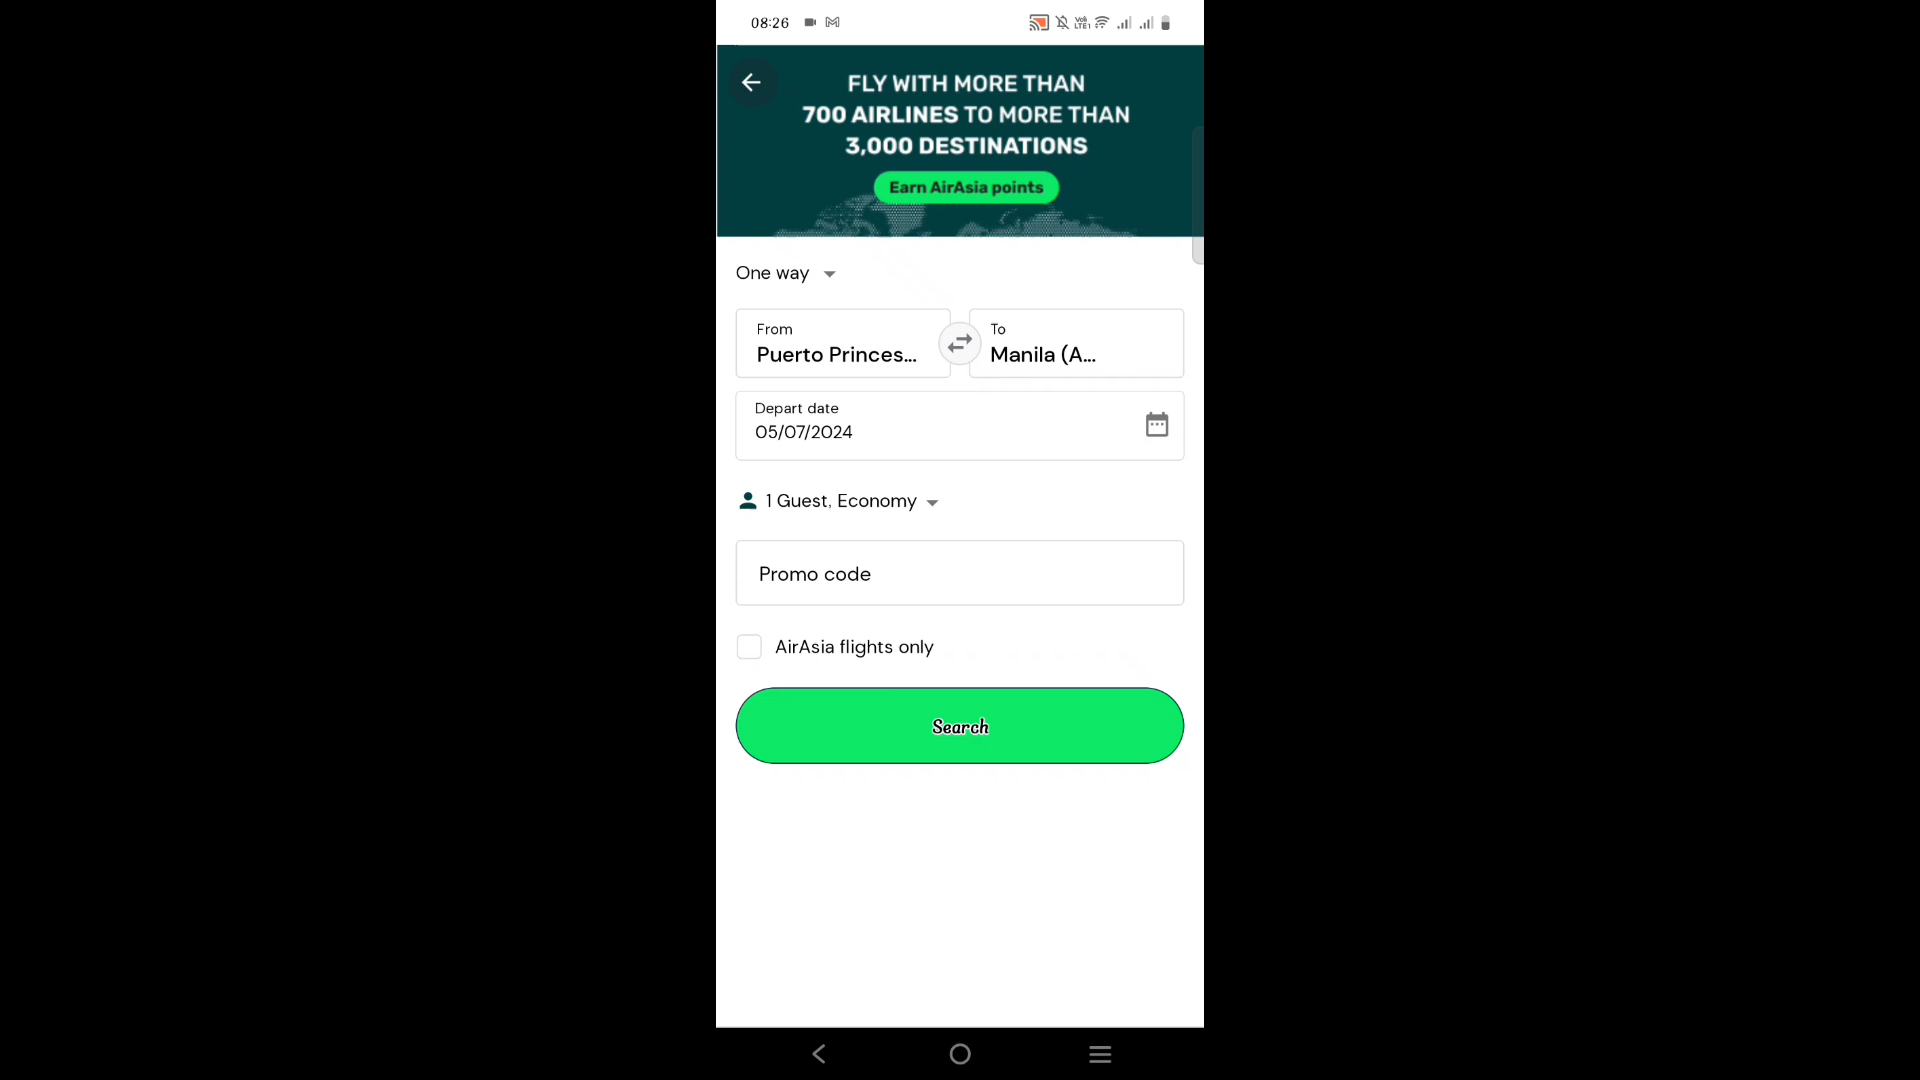 08:26
FLY WITH MORE THAN
700 AIRLINES TO MORE THAN
3,000 DESTINATIONS
Earn AirAsia points
One way
From
Puerto Princes...
To
Manila (A...
Depart date
05/07/2024
1 Guest, Economy
Promo code
AirAsia flights only
Search